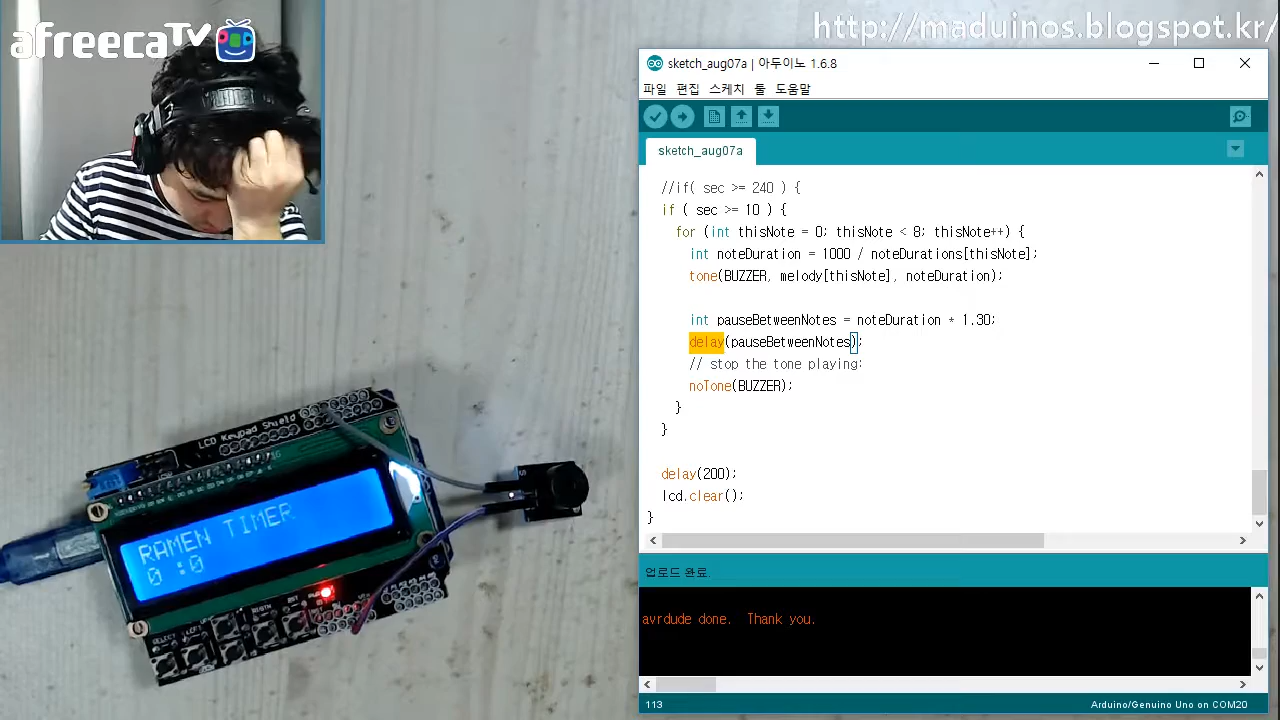 afreecaTV
http://maduinos.blogspot.kr/
sketch_aug07a | 아두이노 1.6.8
파일 편집 스케치 툴 도움말
sketch_aug07a
//if( sec >= 240 ) {
if ( sec >= 10 ) {
for (int thisNote = 0; thisNote < 8; thisNote++) {
int noteDuration = 1000 / noteDurations[thisNote];
tone(BUZZER, melody[thisNote], noteDuration);
int pauseBetweenNotes = noteDuration * 1.30;
delay(pauseBetweenNotes);
// stop the tone playing:
noTone(BUZZER);
}
}
delay(200);
lcd.clear();
}
업로드 완료.
avrdude done.  Thank you.
113
Arduino/Genuino Uno on COM20
LCD Keypad Shield
RAMEN TIMER
0 :0
SELECT
LEFT
RIGTH
RST